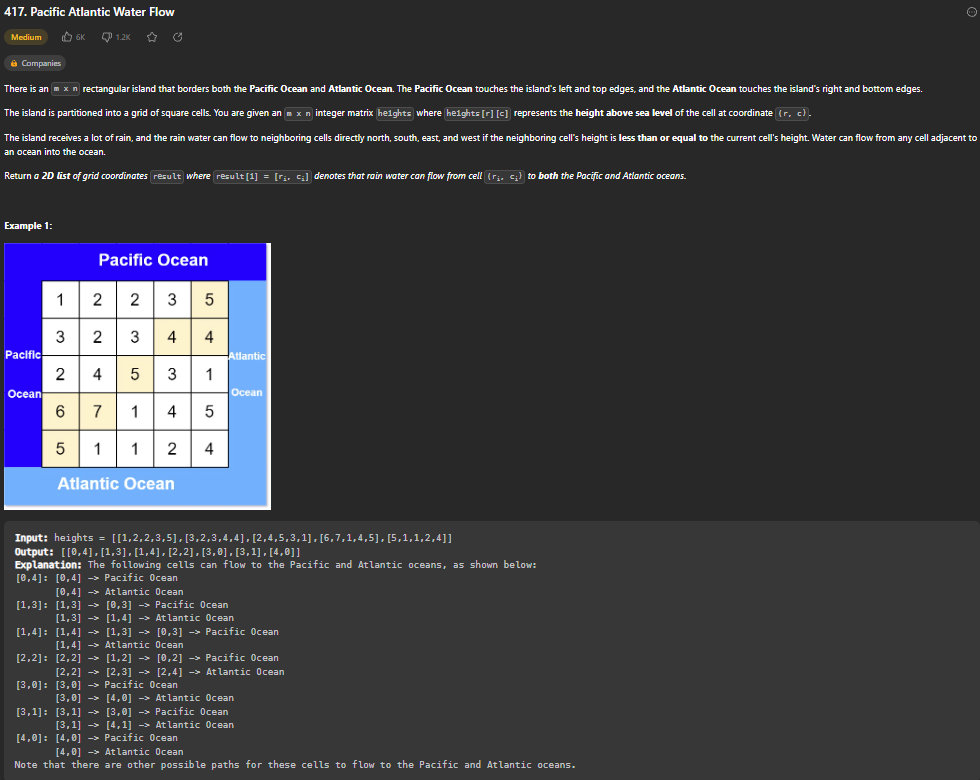 417. Pacific Atlantic Water Flow
Medium 6K 1.2K
Companies
There is an m x n rectangular island that borders both the Pacific Ocean and Atlantic Ocean. The Pacific Ocean touches the island's left and top edges, and the Atlantic Ocean touches the island's right and bottom edges.
The island is partitioned into a grid of square cells. You are given an m x n integer matrix heights where heights[r][c] represents the height above sea level of the cell at coordinate (r, c).
The island receives a lot of rain, and the rain water can flow to neighboring cells directly north, south, east, and west if the neighboring cell's height is less than or equal to the current cell's height. Water can flow from any cell adjacent to
an ocean into the ocean.
Return a 2D list of grid coordinates result where result[i] = [rᵢ, cᵢ] denotes that rain water can flow from cell (rᵢ, cᵢ) to both the Pacific and Atlantic oceans.
Example 1:
Pacific Ocean
1 2 2 3 5
3 2 3 4 4
Pacific Atlantic
2 4 5 3 1
Ocean Ocean
6 7 1 4 5
5 1 1 2 4
Atlantic Ocean
Input: heights = [[1,2,2,3,5],[3,2,3,4,4],[2,4,5,3,1],[6,7,1,4,5],[5,1,1,2,4]]
Output: [[0,4],[1,3],[1,4],[2,2],[3,0],[3,1],[4,0]]
Explanation: The following cells can flow to the Pacific and Atlantic oceans, as shown below:
[0,4]: [0,4] -> Pacific Ocean
[0,4] -> Atlantic Ocean
[1,3]: [1,3] -> [0,3] -> Pacific Ocean
[1,3] -> [1,4] -> Atlantic Ocean
[1,4]: [1,4] -> [1,3] -> [0,3] -> Pacific Ocean
[1,4] -> Atlantic Ocean
[2,2]: [2,2] -> [1,2] -> [0,2] -> Pacific Ocean
[2,2] -> [2,3] -> [2,4] -> Atlantic Ocean
[3,0]: [3,0] -> Pacific Ocean
[3,0] -> [4,0] -> Atlantic Ocean
[3,1]: [3,1] -> [3,0] -> Pacific Ocean
[3,1] -> [4,1] -> Atlantic Ocean
[4,0]: [4,0] -> Pacific Ocean
[4,0] -> Atlantic Ocean
Note that there are other possible paths for these cells to flow to the Pacific and Atlantic oceans.